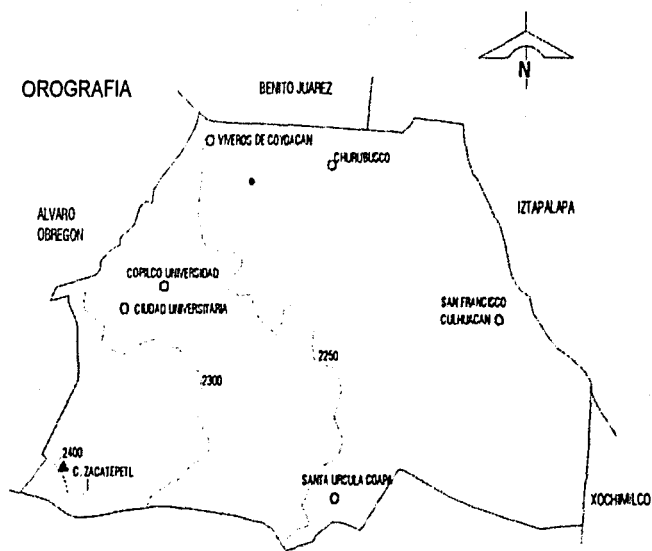 N
OROGRAFIA
BENITO JUAREZ
VIVEROS DE COYOACAN
CHURUBUSCO
ALVARO
OBREGON
IZTAPALAPA
COPILCO UNIVERSIDAD
CIUDAD UNIVERSITARIA
SAN FRANCISCO
CULHUACAN
2250
2300
2400
C. ZACATEPETL
SANTA URSULA COAPA
XOCHIMILCO